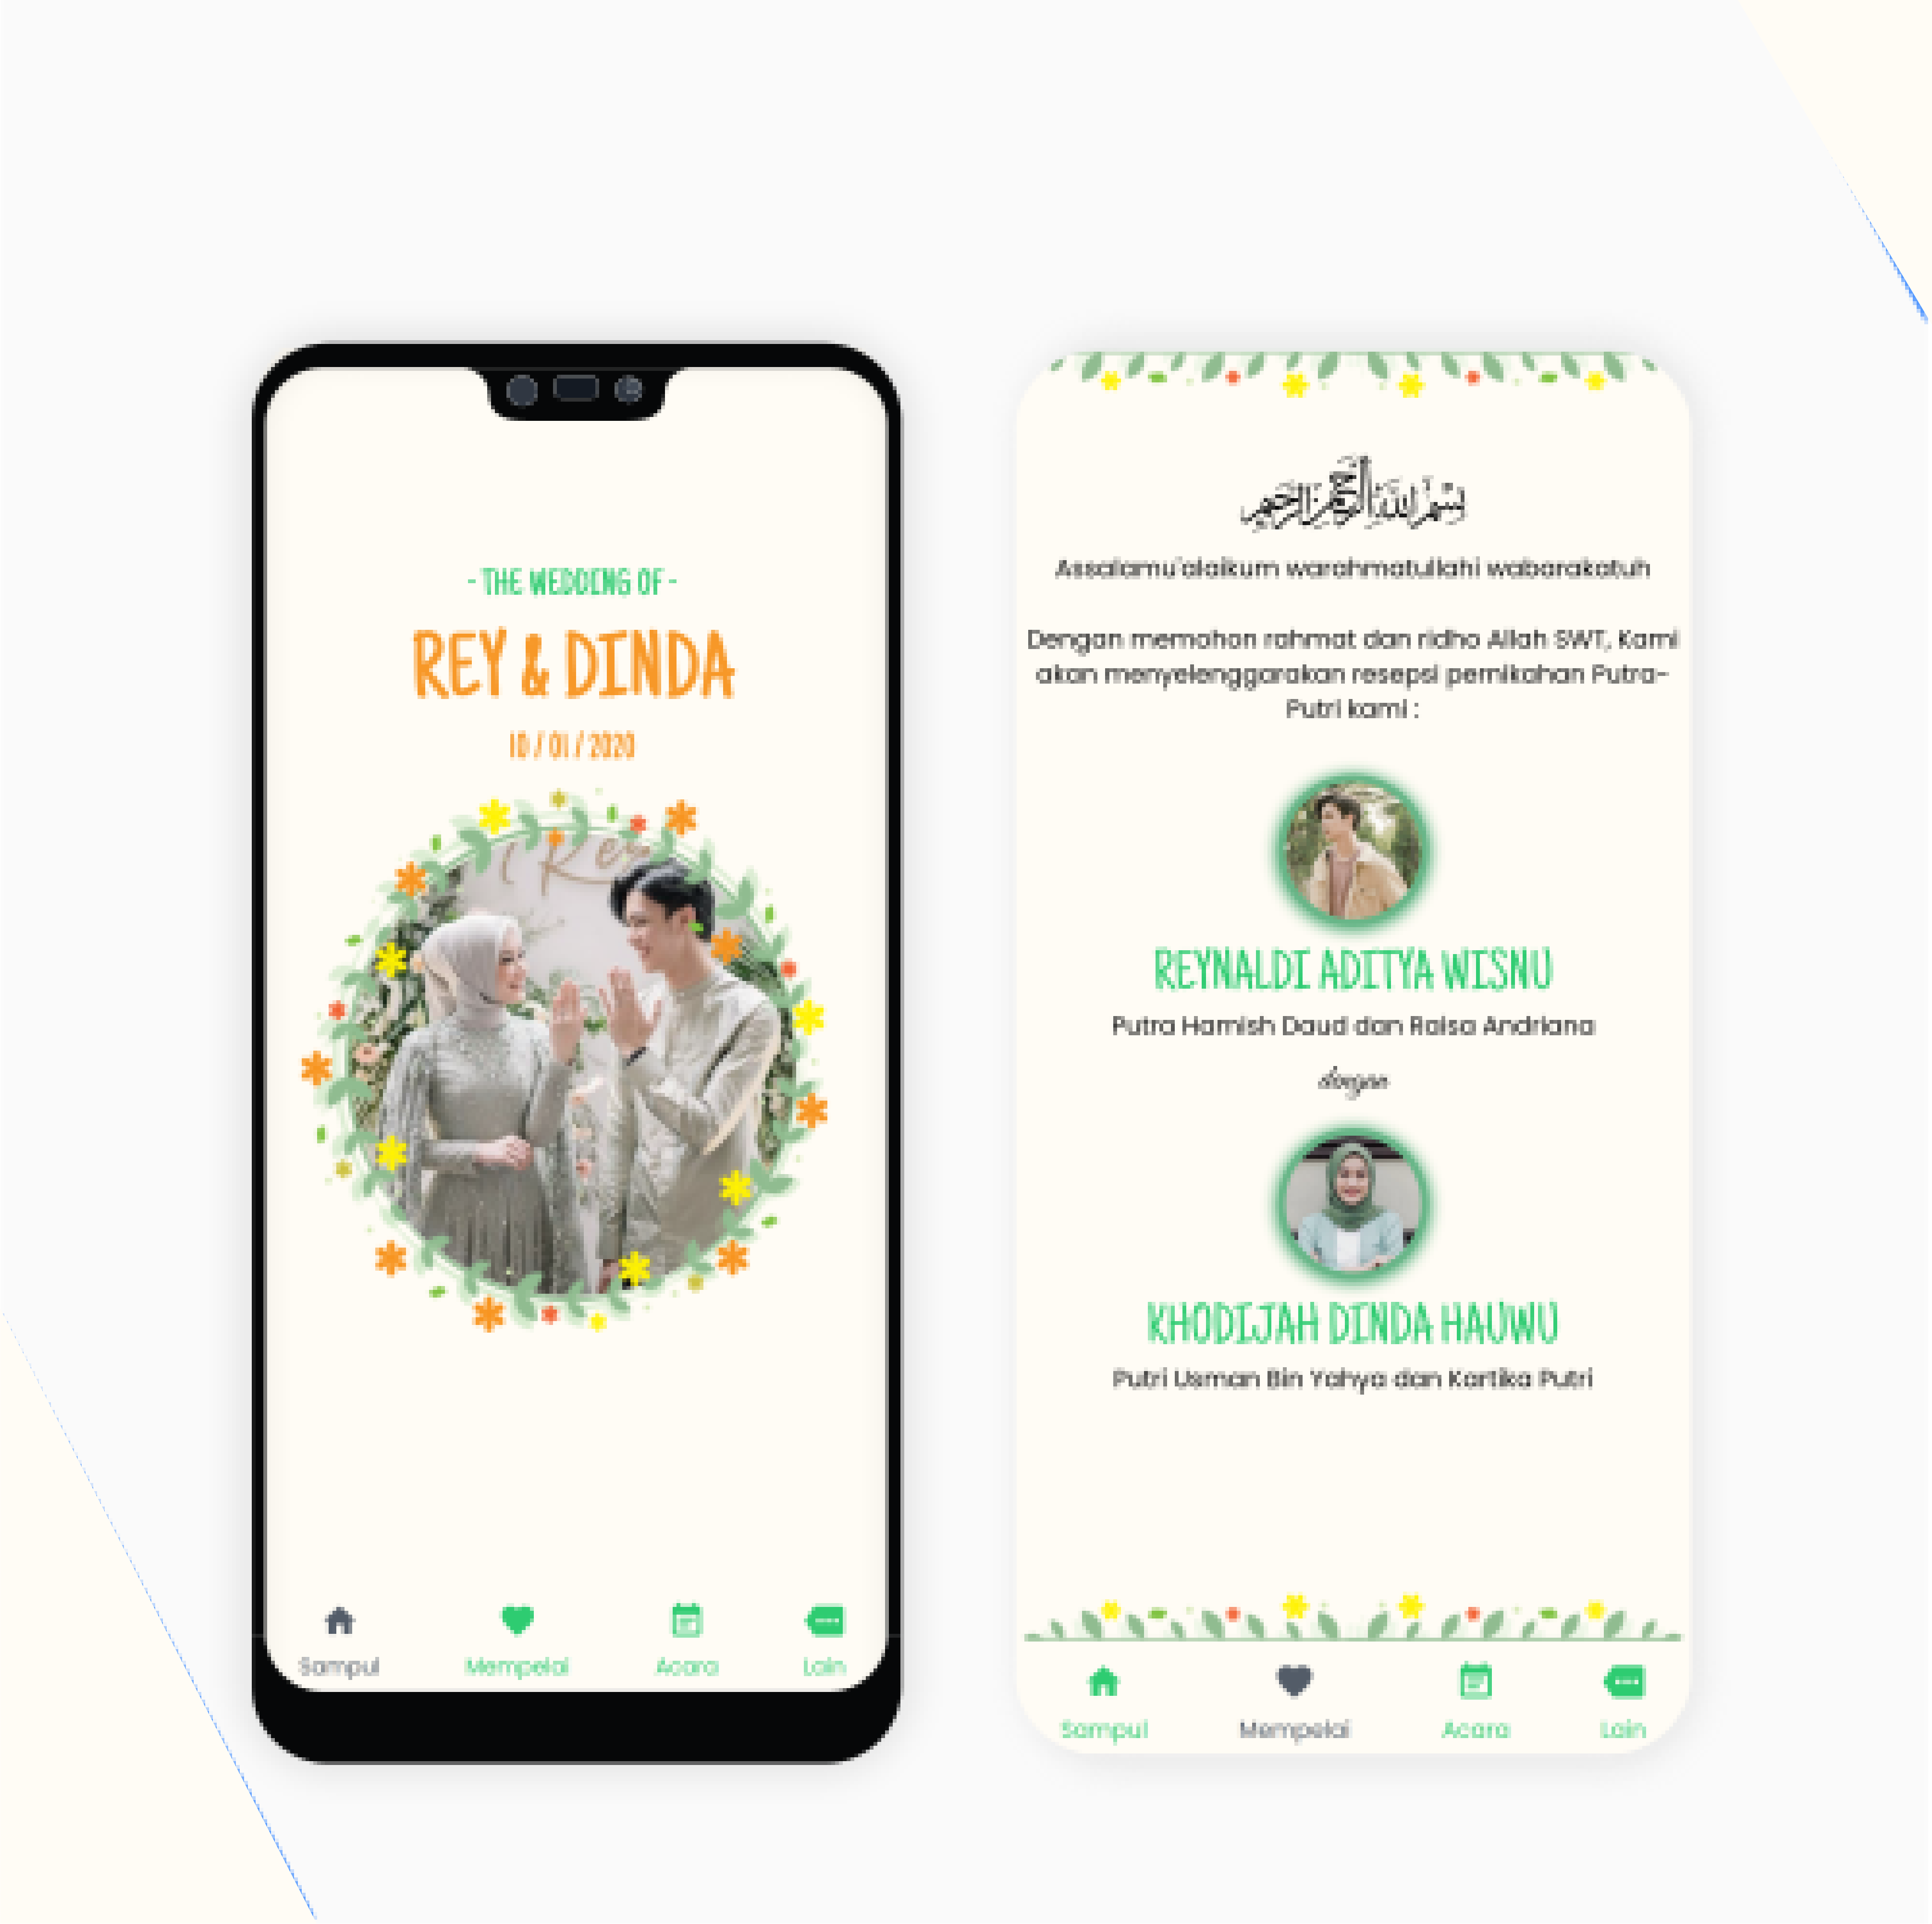 - THE WEDDING OF -
REY & DINDA
10 / 01 / 2020
Sampul
Mempelai
Acara
Lain
بسم الله الرحمن الرحيم
Assalamu'alaikum warahmatullahi wabarakatuh
Dengan memohon rahmat dan ridho Allah SWT, Kami
akan menyelenggarakan resepsi pernikahan Putra-
Putri kami :
REYNALDI ADITYA WISNU
Putra Hamish Daud dan Raisa Andriana
dengan
KHODIJAH DINDA HAUWU
Putri Usman Bin Yahya dan Kartika Putri
Sampul
Mempelai
Acara
Lain